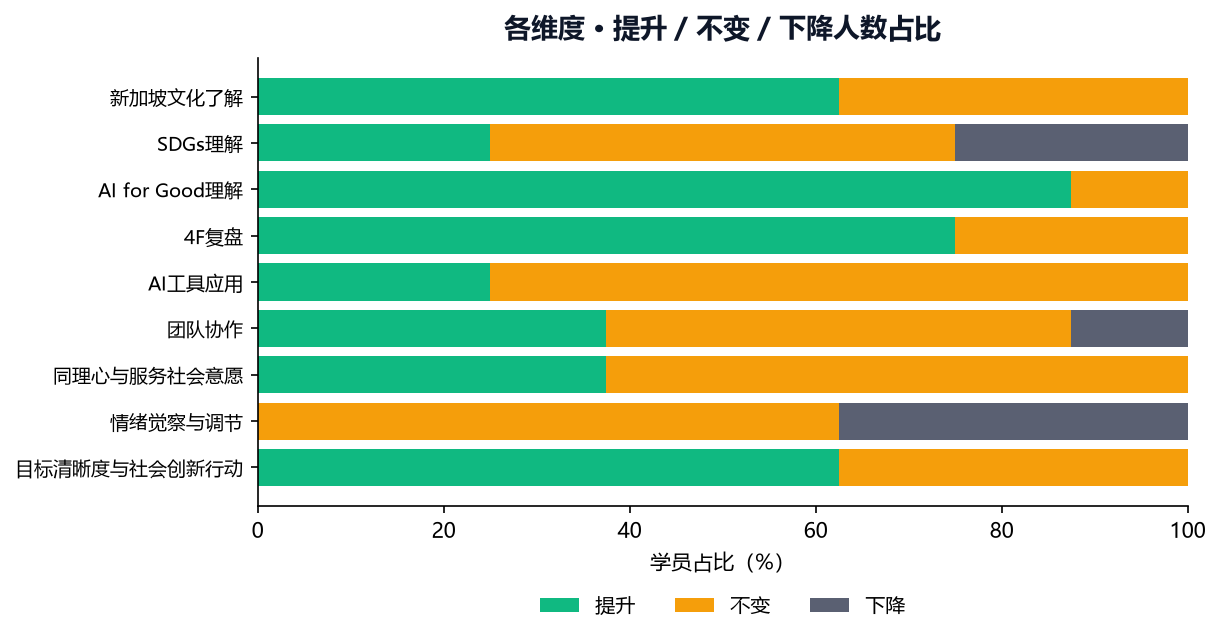 各维度 • 提升 / 不变 / 下降人数占比
新加坡文化了解
SDGs理解
AI for Good理解
4F复盘
AI工具应用
团队协作
同理心与服务社会意愿
情绪觉察与调节
目标清晰度与社会创新行动
0 20 40 60 80 100
学员占比（%）
提升 不变 下降